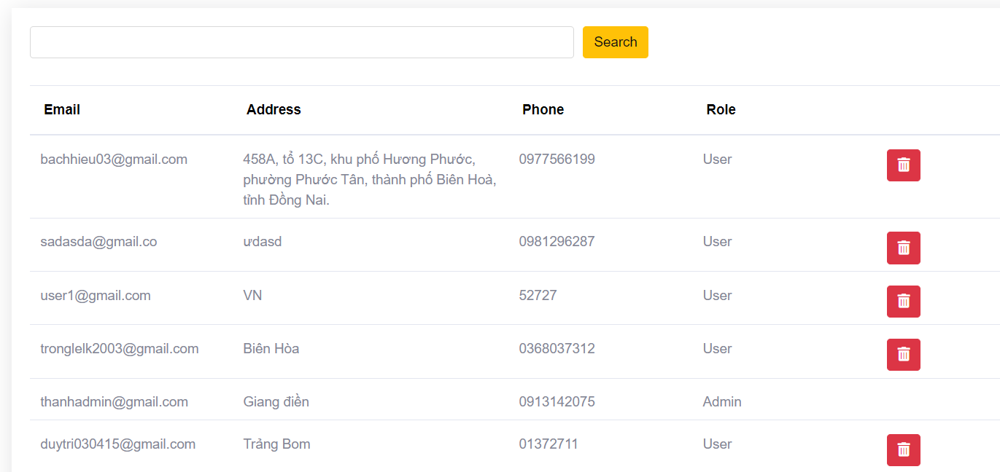 Search
Email Address Phone Role
bachhieu03@gmail.com 458A, tổ 13C, khu phố Hương Phước, 0977566199 User
phường Phước Tân, thành phố Biên Hoà,
tỉnh Đồng Nai.
sadasda@gmail.co ưdasd 0981296287 User
user1@gmail.com VN 52727 User
tronglelk2003@gmail.com Biên Hòa 0368037312 User
thanhadmin@gmail.com Giang điền 0913142075 Admin
duytri030415@gmail.com Trảng Bom 01372711 User